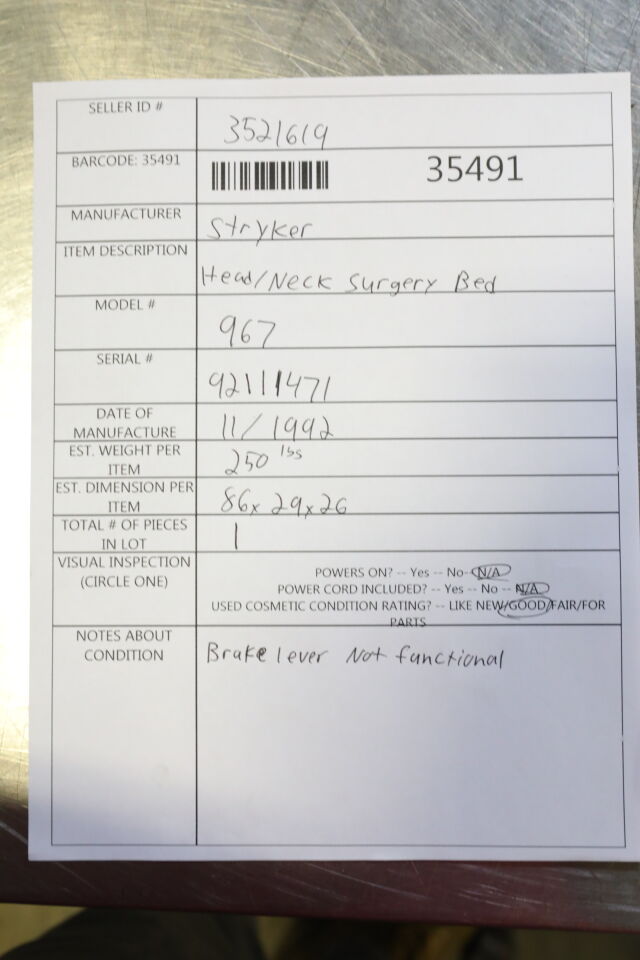 SELLER ID #
3521619
BARCODE: 35491
35491
MANUFACTURER
Stryker
ITEM DESCRIPTION
Head/Neck Surgery Bed
MODEL #
967
SERIAL #
92111471
DATE OF
MANUFACTURE
11/1992
EST. WEIGHT PER
ITEM
250 lbs
EST. DIMENSION PER
ITEM
86x 29x26
TOTAL # OF PIECES
IN LOT
1
VISUAL INSPECTION
(CIRCLE ONE)
POWERS ON? -- Yes -- No--N/A
POWER CORD INCLUDED? -- Yes -- No -- N/A
USED COSMETIC CONDITION RATING? -- LIKE NEW/GOOD/FAIR/FOR
PARTS
NOTES ABOUT
CONDITION
Brake lever Not functional